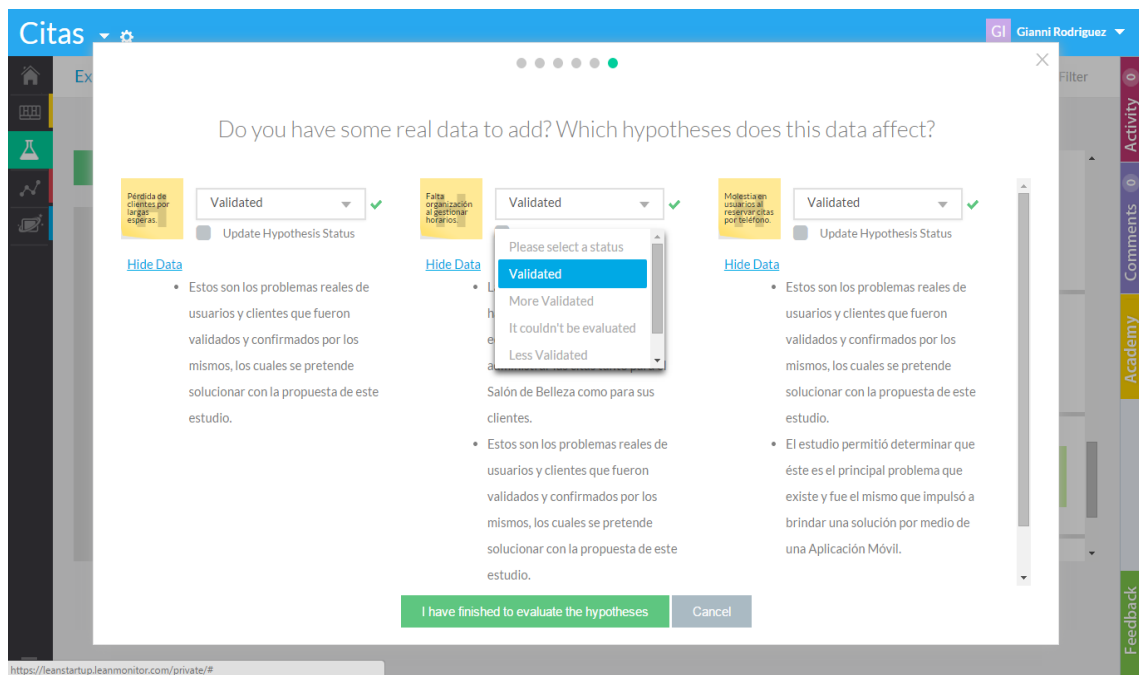 Citas
GI Gianni Rodriguez
Ex
Filter
Do you have some real data to add? Which hypotheses does this data affect?
Pérdida de
clientes por
largas
esperas.
Validated
Update Hypothesis Status
Hide Data
Estos son los problemas reales de
usuarios y clientes que fueron
validados y confirmados por los
mismos, los cuales se pretende
solucionar con la propuesta de este
estudio.
Falta
organización
al gestionar
horarios.
Validated
Please select a status
Validated
More Validated
It couldn't be evaluated
Less Validated
Hide Data
Salón de Belleza como para sus
clientes.
Estos son los problemas reales de
usuarios y clientes que fueron
validados y confirmados por los
mismos, los cuales se pretende
solucionar con la propuesta de este
estudio.
Molestia en
usuarios al
reservar citas
por teléfono.
Validated
Update Hypothesis Status
Hide Data
Estos son los problemas reales de
usuarios y clientes que fueron
validados y confirmados por los
mismos, los cuales se pretende
solucionar con la propuesta de este
estudio.
El estudio permitió determinar que
éste es el principal problema que
existe y fue el mismo que impulsó a
brindar una solución por medio de
una Aplicación Móvil.
I have finished to evaluate the hypotheses
Cancel
Activity 0
Comments 0
Academy
Feedback
https://leanstartup.leanmonitor.com/private/#